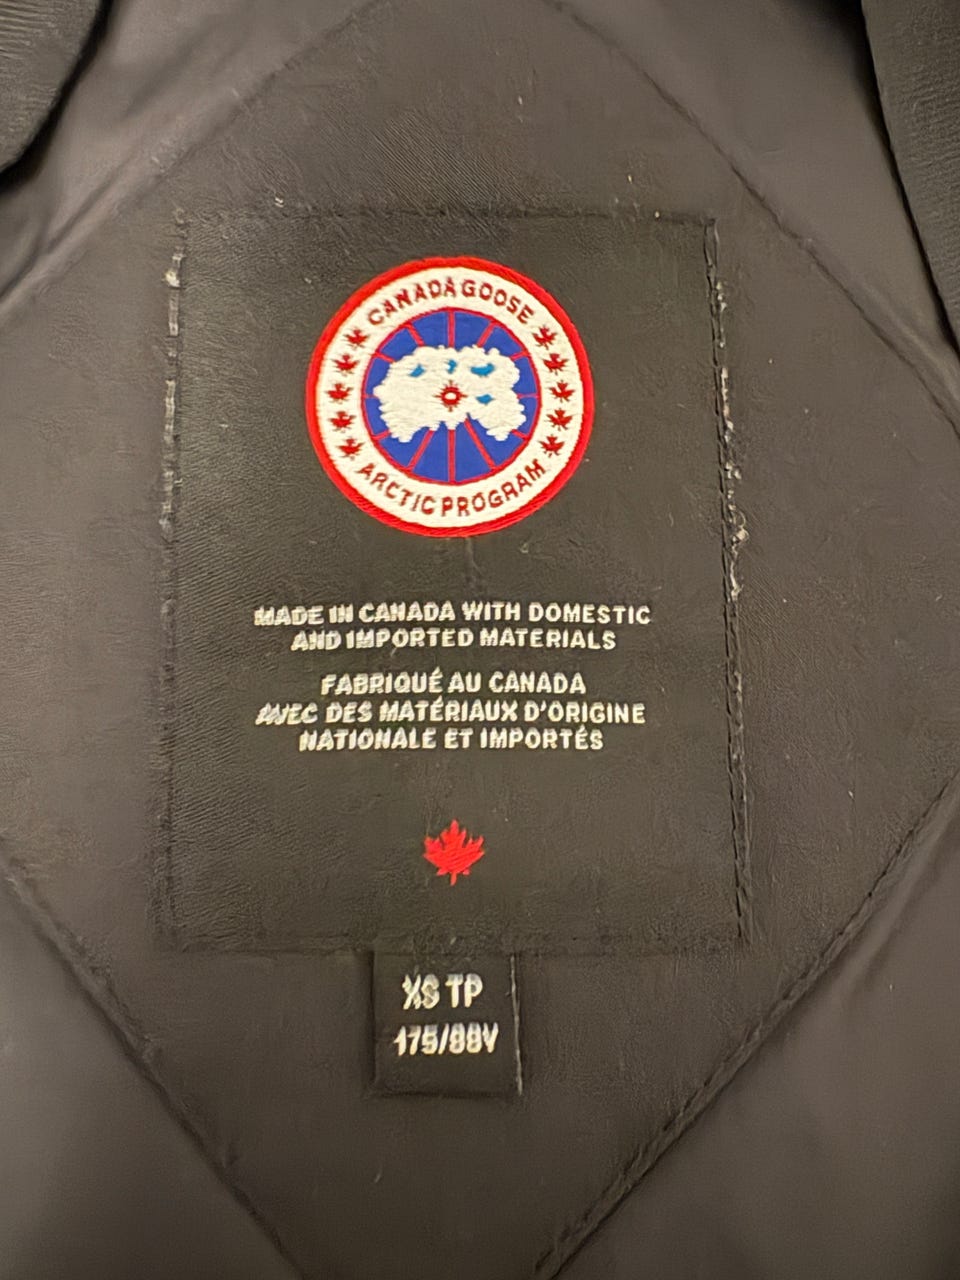 CANADA GOOSE
ARCTIC PROGRAM
MADE IN CANADA WITH DOMESTIC
AND IMPORTED MATERIALS
FABRIQUÉ AU CANADA
AVEC DES MATÉRIAUX D'ORIGINE
NATIONALE ET IMPORTÉS
XS TP
175/88Y